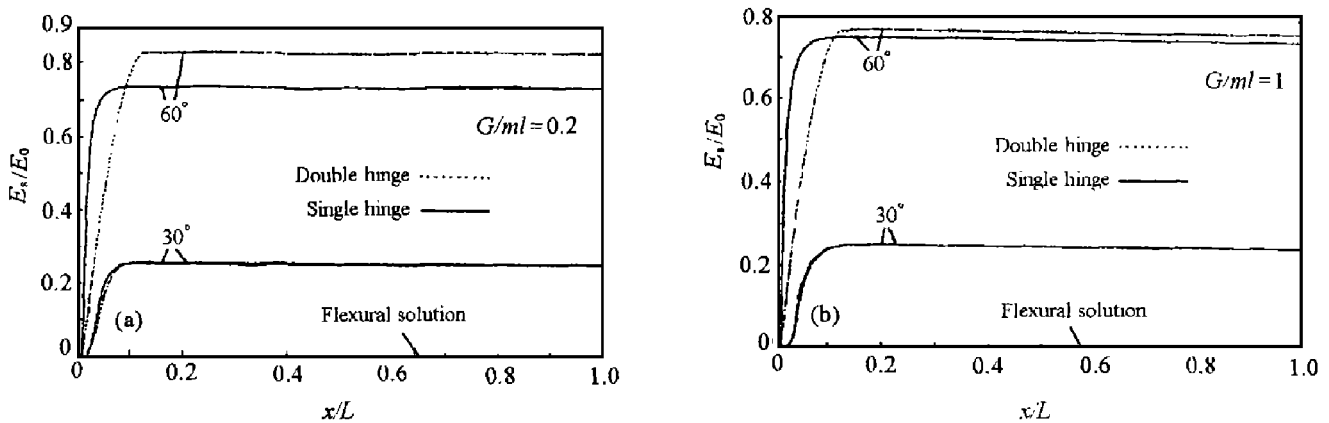 0.9
0.8
0.6
0.4
0.2
0
E_s/E_0
60°
G/ml = 0.2
Double hinge
Single hinge
30°
(a)
Flexural solution
0 0.2 0.4 0.6 0.8 1.0
x/L
0.8
0.6
0.4
0.2
0
E_s/E_0
60°
G/ml = 1
Double hinge
Single hinge
30°
(b)
Flexural solution
0 0.2 0.4 0.6 0.8 1.0
x/L